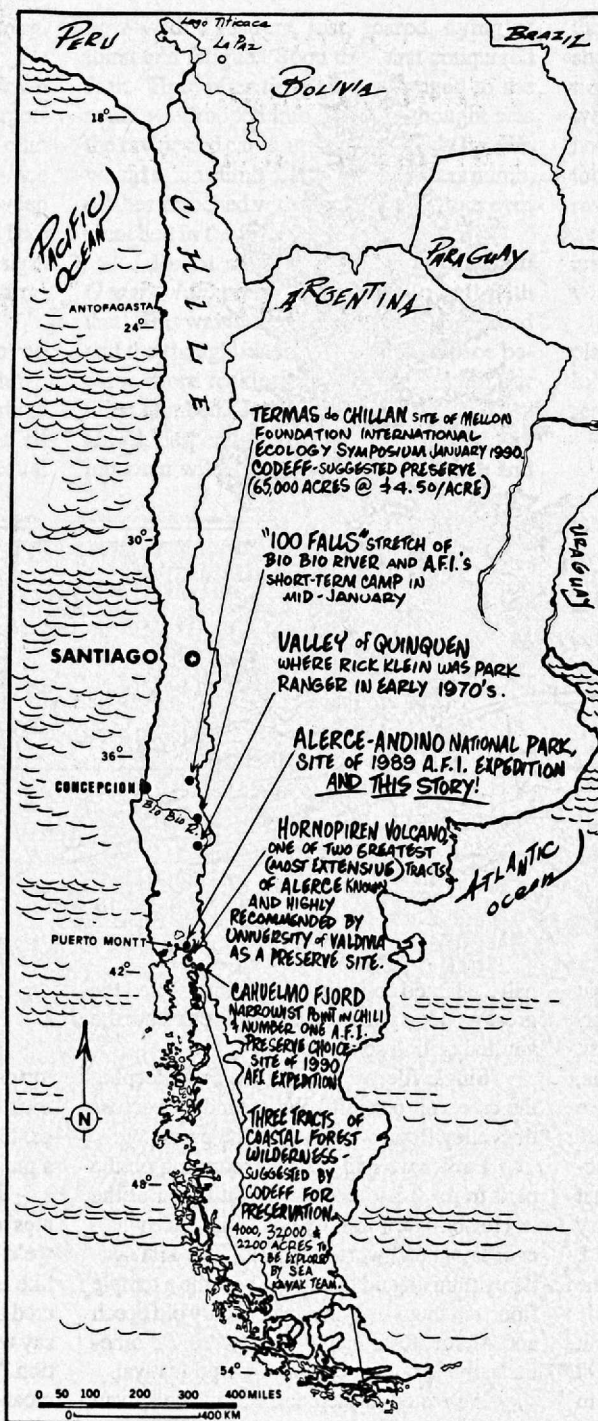 Lago Titicaca
PERU
LA PAZ
BRAZIL
BOLIVIA
18°
PACIFIC
OCEAN
CHILE
PARAGUAY
ARGENTINA
ANTOFAGASTA
24°
TERMAS do CHILLAN SITE OF MELLON
FOUNDATION INTERNATIONAL
ECOLOGY SYMPOSIUM JANUARY 1990.
CODEFF-SUGGESTED PRESERVE
(65,000 ACRES @ $4.50/ACRE)
30°
"100 FALLS" STRETCH OF
BIO BIO RIVER AND A.F.I.'S
SHORT-TERM CAMP IN
MID-JANUARY
URAGUAY
SANTIAGO
VALLEY of QUINQUEN
WHERE RICK KLEIN WAS PARK
RANGER IN EARLY 1970'S.
36°
ALERCE-ANDINO NATIONAL PARK,
SITE OF 1989 A.F.I. EXPEDITION
AND THIS STORY!
CONCEPCION
BIO BIO R.
HORNOPIREN VOLCANO,
ONE OF TWO GREATEST
(MOST EXTENSIVE) TRACTS
OF ALERCE KNOWN
AND HIGHLY
RECOMMENDED BY
UNIVERSITY of VALDIVIA
AS A PRESERVE SITE.
ATLANTIC
OCEAN
PUERTO MONTT
42°
CAHUELMO FJORD
NARROWIST POINT IN CHILI
& NUMBER ONE A.F.I.
PRESERVE CHOICE-
SITE OF 1990
AFI EXPEDITION
N
THREE TRACTS OF
COASTAL FOREST
WILDERNESS -
SUGGESTED BY
CODEFF FOR
PRESERVATION.
4000, 32000 &
2200 ACRES TO
BE EXPLORED
BY SEA
KAYAK TEAM.
48°
54°
0 50 100 200 300 400 MILES
0 400 KM